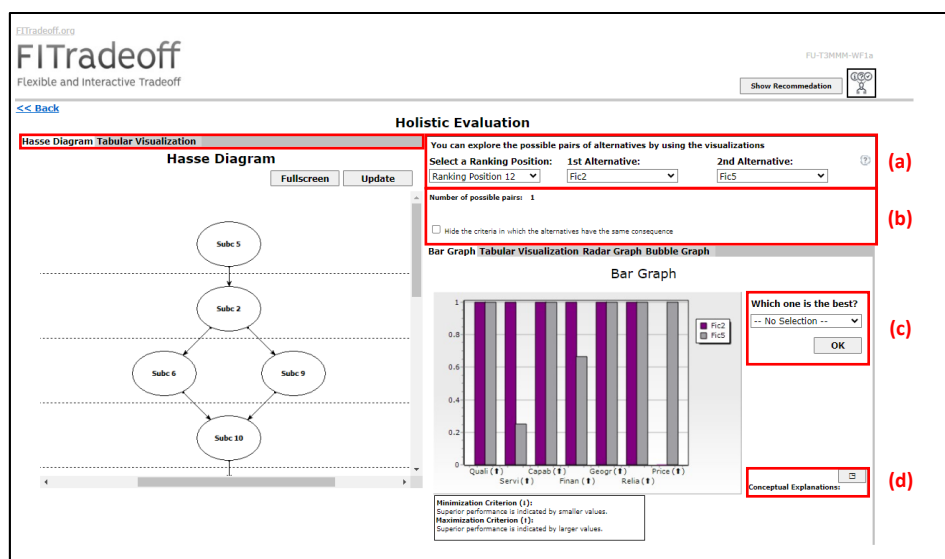 FITradeoff.org
FITradeoff
Flexible and Interactive Tradeoff
FU-T3MMM-WF1a
Show Recommedation
<< Back
Holistic Evaluation
Hasse Diagram Tabular Visualization
Hasse Diagram
Fullscreen Update
Subc 5
Subc 2
Subc 6 Subc 9
Subc 10
You can explore the possible pairs of alternatives by using the visualizations
Select a Ranking Position: 1st Alternative: 2nd Alternative:
Ranking Position 12 Fic2 Fic5
(a)
Number of possible pairs: 1
Hide the criteria in which the alternatives have the same consequence
(b)
Bar Graph Tabular Visualization Radar Graph Bubble Graph
Bar Graph
1
0.8
0.6
0.4
0.2
0
Quali (⬆) Capab (⬆) Geogr (⬆) Price (⬆)
Servi (⬆) Finan (⬆) Relia (⬆)
Fic2
Fic5
Which one is the best?
-- No Selection --
OK
(c)
Conceptual Explanations:
(d)
Minimization Criterion (↓):
Superior performance is indicated by smaller values.
Maximization Criterion (↑):
Superior performance is indicated by larger values.